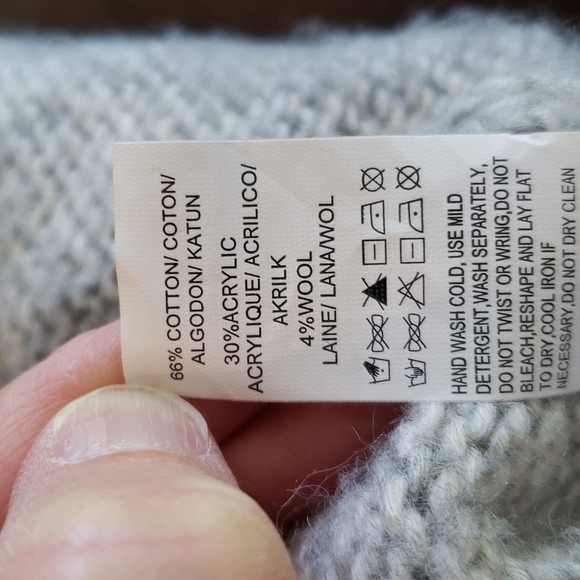 66% COTTON/ COTON/
ALGODON/ KATUN
30%ACRYLIC
ACRYLIQUE/ ACRILICO/
AKRILK
4%WOOL
LAINE/ LANA/WOL
HAND WASH COLD, USE MILD
DETERGENT,WASH SEPARATELY,
DO NOT TWIST OR WRING,DO NOT
BLEACH,RESHAPE AND LAY FLAT
TO DRY,COOL IRON IF
NECESSARY,DO NOT DRY CLEAN